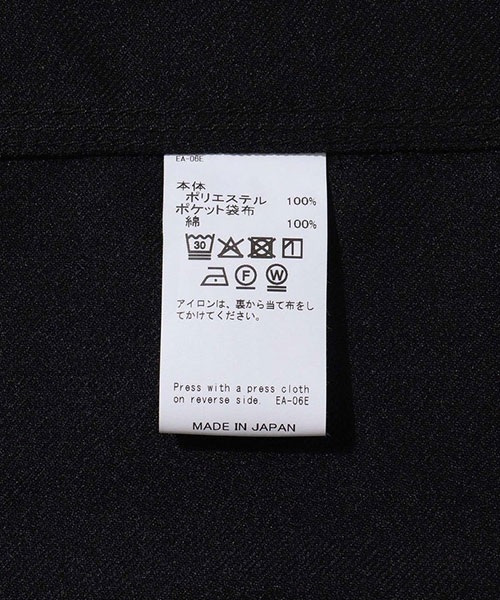 EA-06E
本体
ポリエステル 100%
ポケット袋布
綿 100%
30
F W
アイロンは、裏から当て布をし
てかけてください。
Press with a press cloth
on reverse side. EA-06E
MADE IN JAPAN